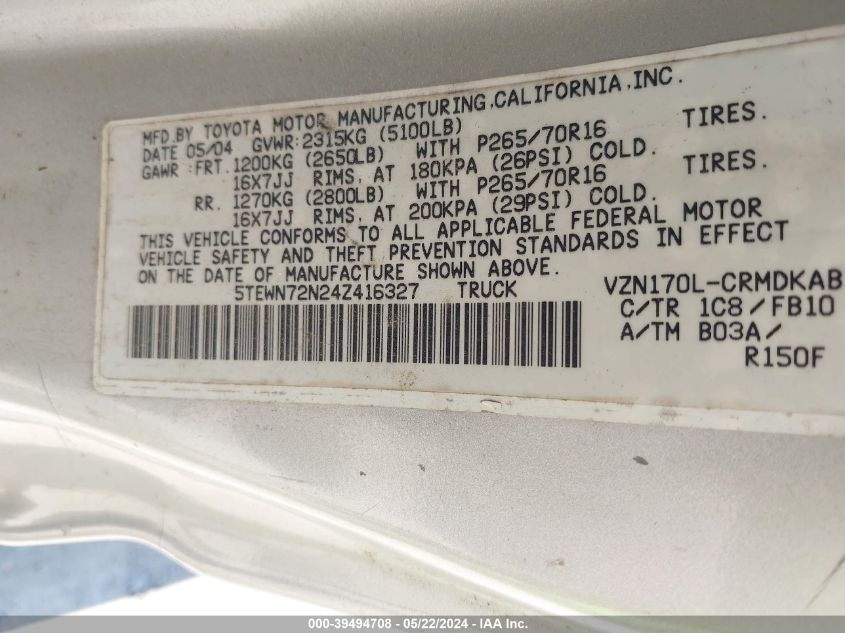 MFD.BY TOYOTA MOTOR MANUFACTURING,CALIFORNIA,INC.
DATE 05/04 GVWR:2315KG (5100LB)
GAWR :FRT. 1200KG (2650LB) WITH P265/70R16 TIRES.
16X7JJ RIMS, AT 180KPA (26PSI) COLD.
RR. 1270KG (2800LB) WITH P265/70R16 TIRES.
16X7JJ RIMS, AT 200KPA (29PSI) COLD.
THIS VEHICLE CONFORMS TO ALL APPLICABLE FEDERAL MOTOR
VEHICLE SAFETY AND THEFT PREVENTION STANDARDS IN EFFECT
ON THE DATE OF MANUFACTURE SHOWN ABOVE.
5TEWN72N24Z416327 TRUCK VZN170L-CRMDKAB
C/TR 1C8/FB10
A/TM B03A/
R150F
000-39494708 - 05/22/2024 - IAA Inc.